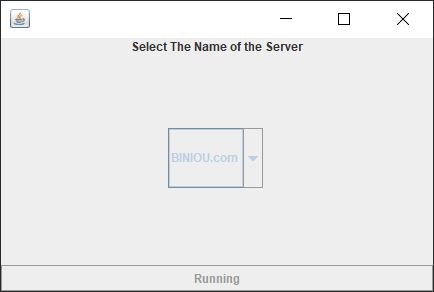 Select The Name of the Server
BINIOU.com
Running